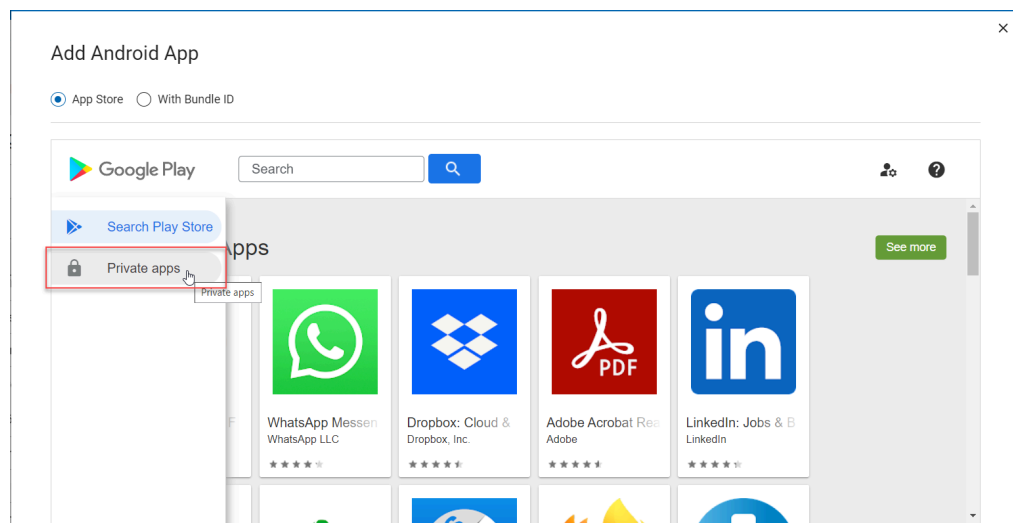 Add Android App
App Store With Bundle ID
Google Play Search
Search Play Store
Apps
See more
Private apps
Private apps
F
WhatsApp Messen
WhatsApp LLC
Dropbox: Cloud &
Dropbox, Inc.
PDF
Adobe Acrobat Rea
Adobe
in
LinkedIn: Jobs & B
LinkedIn